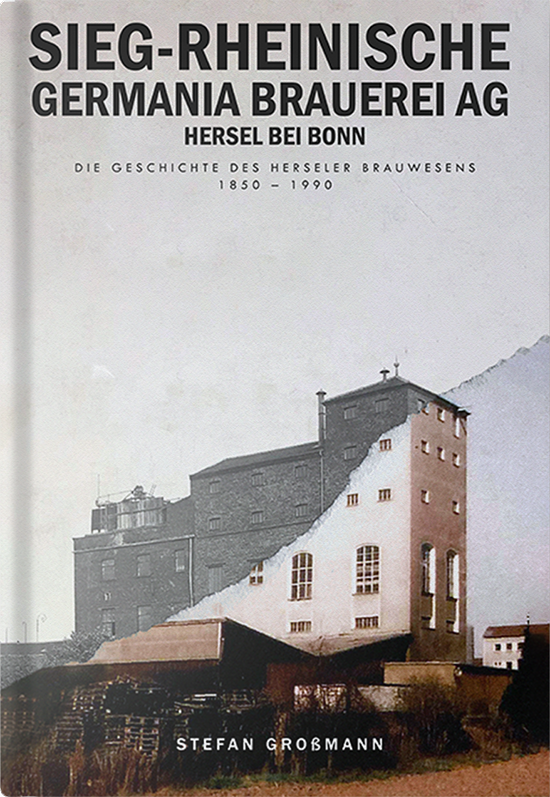 SIEG-RHEINISCHE
GERMANIA BRAUEREI AG
HERSEL BEI BONN
DIE GESCHICHTE DES HERSELER BRAUWESENS
1850 – 1990
STEFAN GROẞMANN